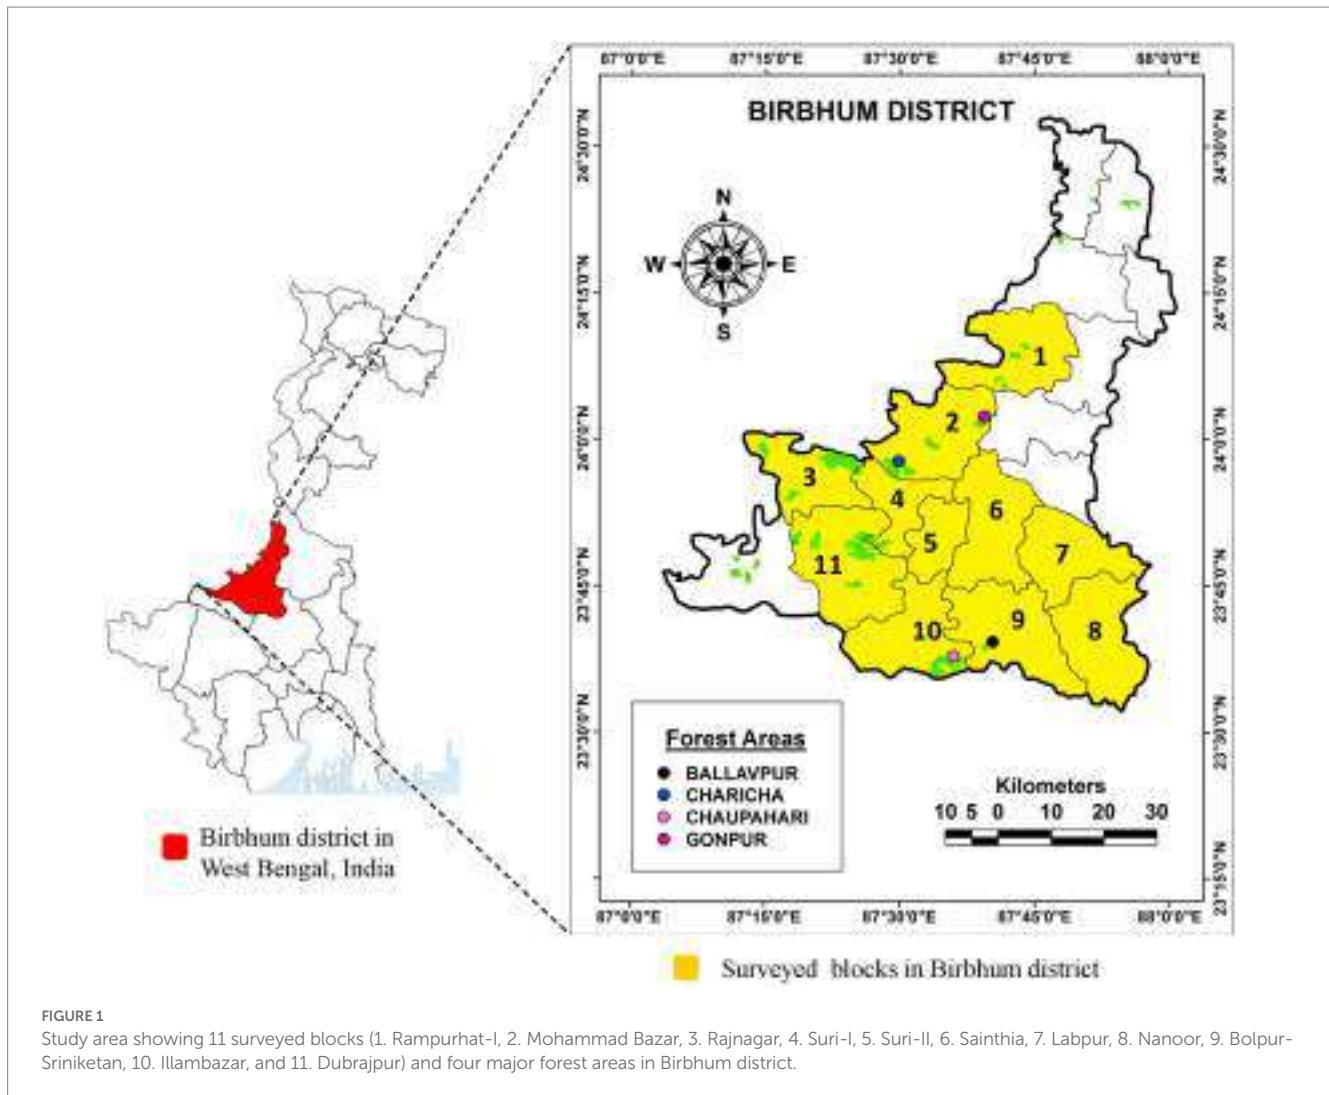 87°0'0"E 87°15'0"E 87°30'0"E 87°45'0"E 88°0'0"E
BIRBHUM DISTRICT
24°30'0"N 24°30'0"N
N
W E
S
24°15'0"N 24°15'0"N
1
2
24°0'0"N 24°0'0"N
3
4
6
5
7
11
23°45'0"N 23°45'0"N
10
9
8
23°30'0"N 23°30'0"N
Forest Areas
BALLAVPUR
CHARICHA
CHAUPAHARI
GONPUR
Kilometers
10 5 0 10 20 30
23°15'0"N
87°0'0"E 87°15'0"E 87°30'0"E 87°45'0"E 88°0'0"E
Birbhum district in
West Bengal, India
Surveyed blocks in Birbhum district
FIGURE 1
Study area showing 11 surveyed blocks (1. Rampurhat-I, 2. Mohammad Bazar, 3. Rajnagar, 4. Suri-I, 5. Suri-II, 6. Sainthia, 7. Labpur, 8. Nanoor, 9. Bolpur-
Sriniketan, 10. Illambazar, and 11. Dubrajpur) and four major forest areas in Birbhum district.